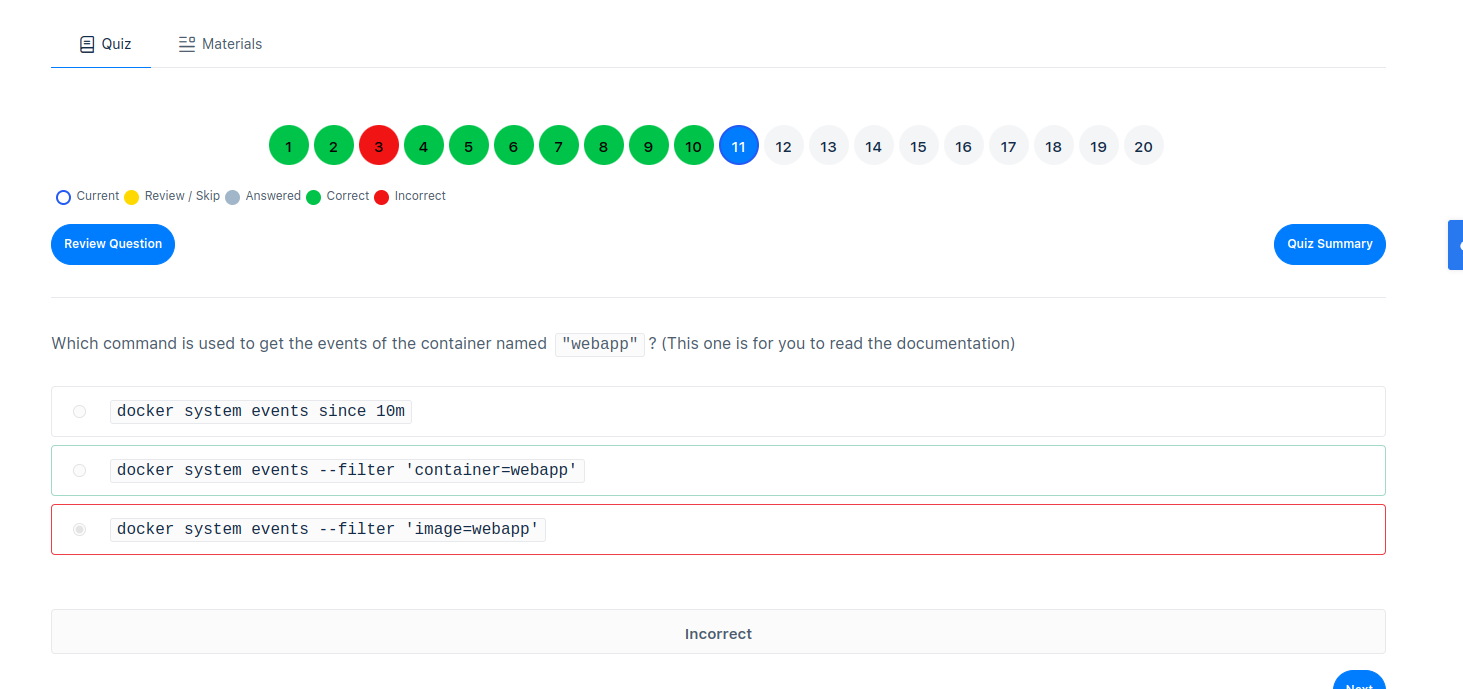 Quiz Materials
1 2 3 4 5 6 7 8 9 10 11 12 13 14 15 16 17 18 19 20
Current Review / Skip Answered Correct Incorrect
Review Question Quiz Summary
Which command is used to get the events of the container named "webapp" ? (This one is for you to read the documentation)
docker system events since 10m
docker system events --filter 'container=webapp'
docker system events --filter 'image=webapp'
Incorrect
Next